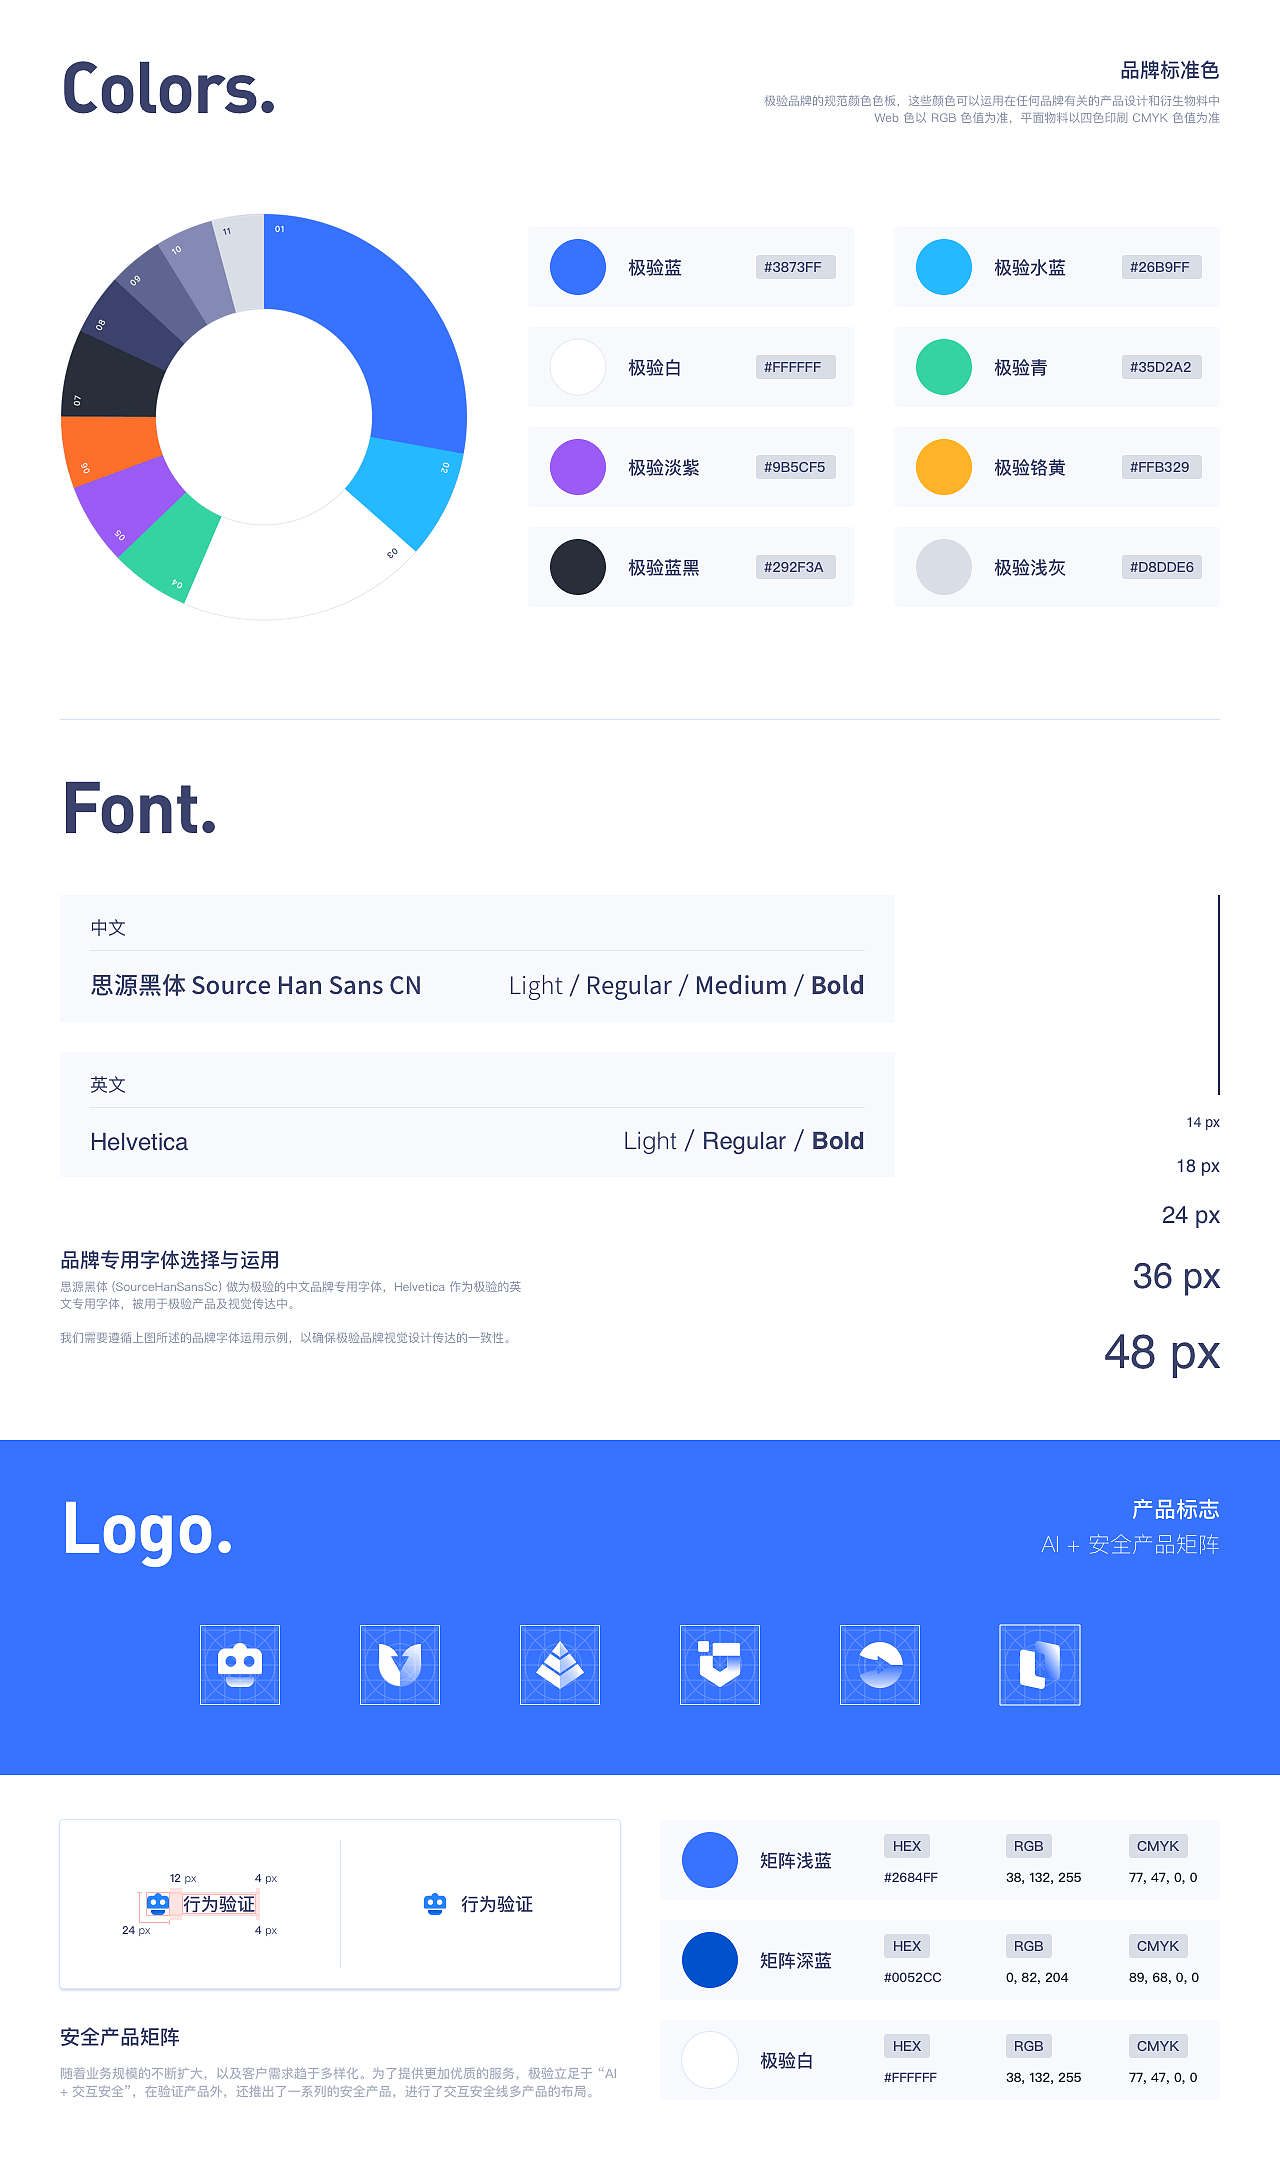 Colors.
品牌标准色
极验品牌的规范颜色色板，这些颜色可以运用在任何品牌有关的产品设计和衍生物料中
Web 色以 RGB 色值为准，平面物料以四色印刷 CMYK 色值为准
01
02
03
04
05
06
07
08
09
10
11
极验蓝 #3873FF
极验水蓝 #26B9FF
极验白 #FFFFFF
极验青 #35D2A2
极验淡紫 #9B5CF5
极验铬黄 #FFB329
极验蓝黑 #292F3A
极验浅灰 #D8DDE6
Font.
中文
思源黑体 Source Han Sans CN Light / Regular / Medium / Bold
英文
Helvetica Light / Regular / Bold
14 px
18 px
24 px
36 px
48 px
品牌专用字体选择与运用
思源黑体 (SourceHanSansSc) 做为极验的中文品牌专用字体，Helvetica 作为极验的英
文专用字体，被用于极验产品及视觉传达中。
我们需要遵循上图所述的品牌字体运用示例，以确保极验品牌视觉设计传达的一致性。
Logo.
产品标志
AI + 安全产品矩阵
12 px 4 px
行为验证
24 px 4 px
行为验证
安全产品矩阵
随着业务规模的不断扩大，以及客户需求趋于多样化。为了提供更加优质的服务，极验立足于 “AI
+ 交互安全”，在验证产品外，还推出了一系列的安全产品，进行了交互安全线多产品的布局。
矩阵浅蓝
HEX RGB CMYK
#2684FF 38, 132, 255 77, 47, 0, 0
矩阵深蓝
HEX RGB CMYK
#0052CC 0, 82, 204 89, 68, 0, 0
极验白
HEX RGB CMYK
#FFFFFF 38, 132, 255 77, 47, 0, 0